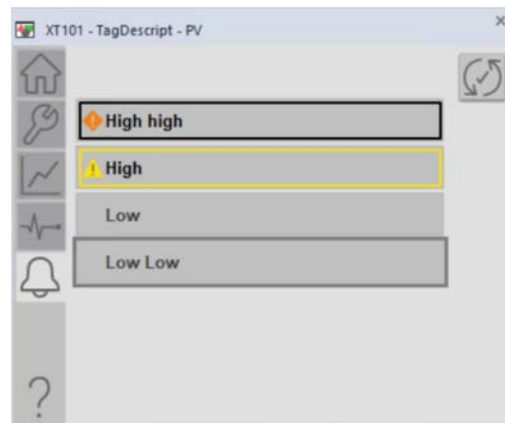 XT101 - TagDescript - PV
High high
High
Low
Low Low